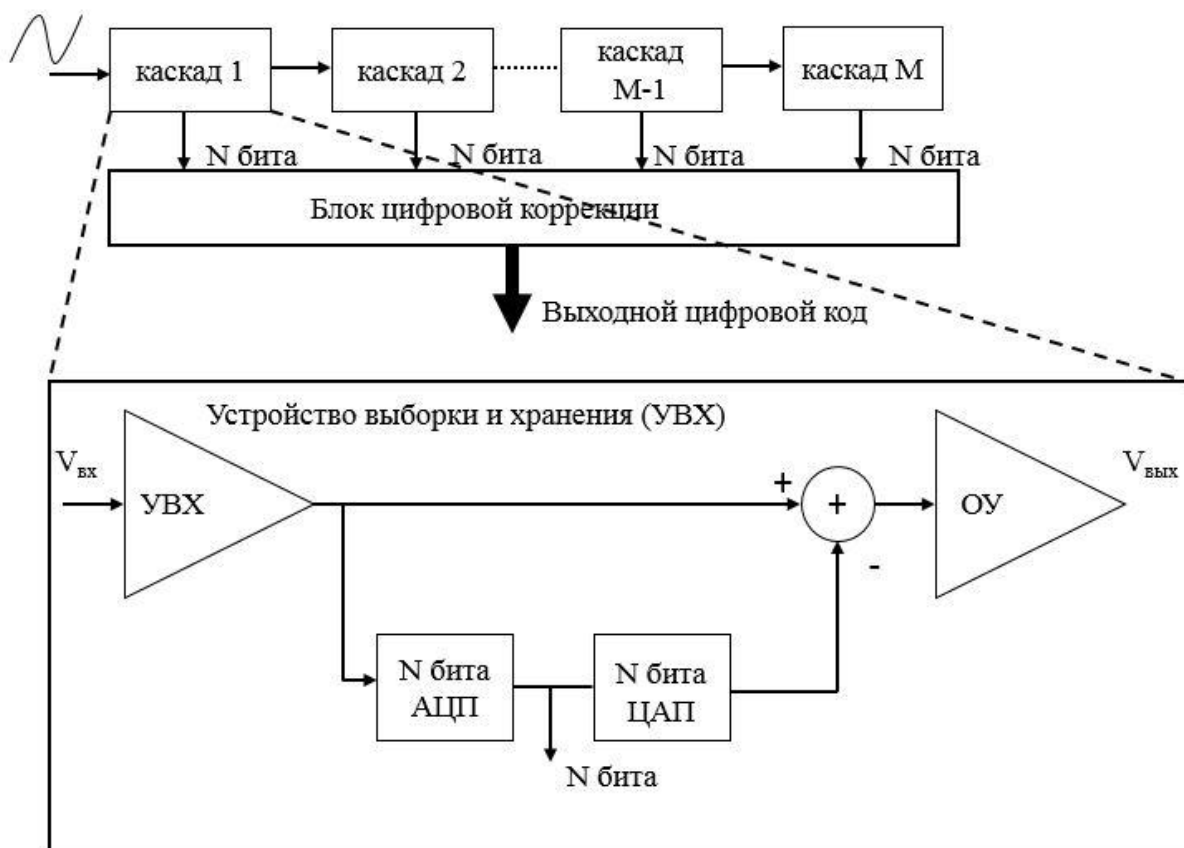 каскад 1
каскад 2
каскад
М-1
каскад М
N бита
N бита
N бита
N бита
Блок цифровой коррекции
Выходной цифровой код
Устройство выборки и хранения (УВХ)
Vвх
УВХ
+
+
-
ОУ
Vвых
N бита
АЦП
N бита
ЦАП
N бита